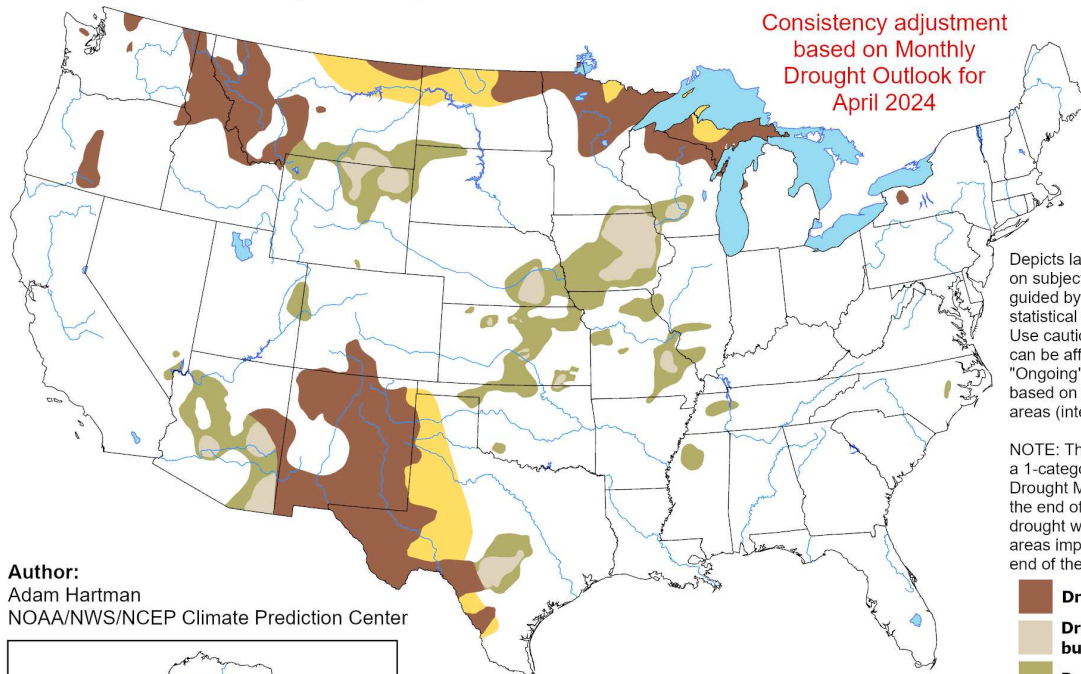 Consistency adjustment
based on Monthly
Drought Outlook for
April 2024
Depicts la
on subjec
guided by
statistical
Use cautio
can be aff
"Ongoing"
based on
areas (inte
NOTE: Th
a 1-catego
Drought M
the end of
drought w
areas imp
end of the
Author:
Adam Hartman
NOAA/NWS/NCEP Climate Prediction Center
Dr
Dr
bu